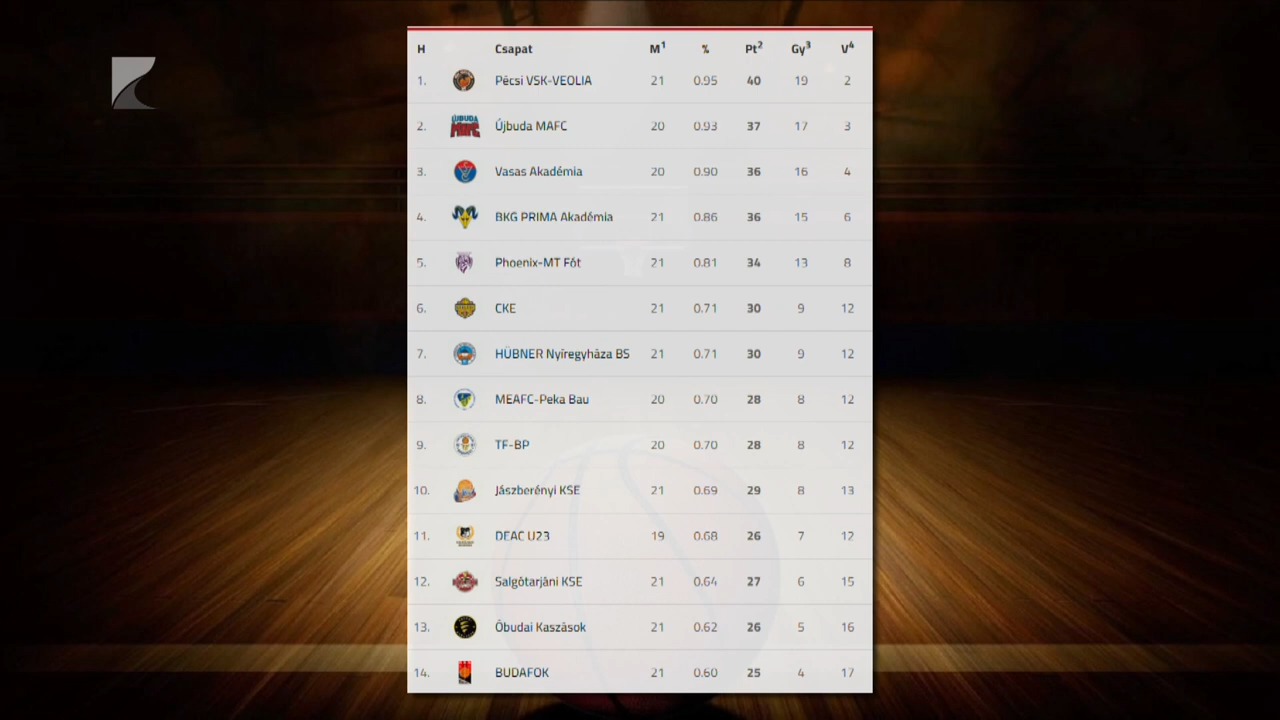 H Csapat M¹ % Pt² Gy³ V⁴
1. Pécsi VSK-VEOLIA 21 0.95 40 19 2
ÚJBUDA MAFC
2. Újbuda MAFC 20 0.93 37 17 3
3. Vasas Akadémia 20 0.90 36 16 4
4. BKG PRIMA Akadémia 21 0.86 36 15 6
5. Phoenix-MT Fót 21 0.81 34 13 8
6. CKE 21 0.71 30 9 12
7. HÜBNER Nyíregyháza BS 21 0.71 30 9 12
8. MEAFC-Peka Bau 20 0.70 28 8 12
9. TF-BP 20 0.70 28 8 12
10. Jászberényi KSE 21 0.69 29 8 13
11. DEAC U23 19 0.68 26 7 12
12. Salgótarjáni KSE 21 0.64 27 6 15
13. Óbudai Kaszások 21 0.62 26 5 16
14. BUDAFOK 21 0.60 25 4 17